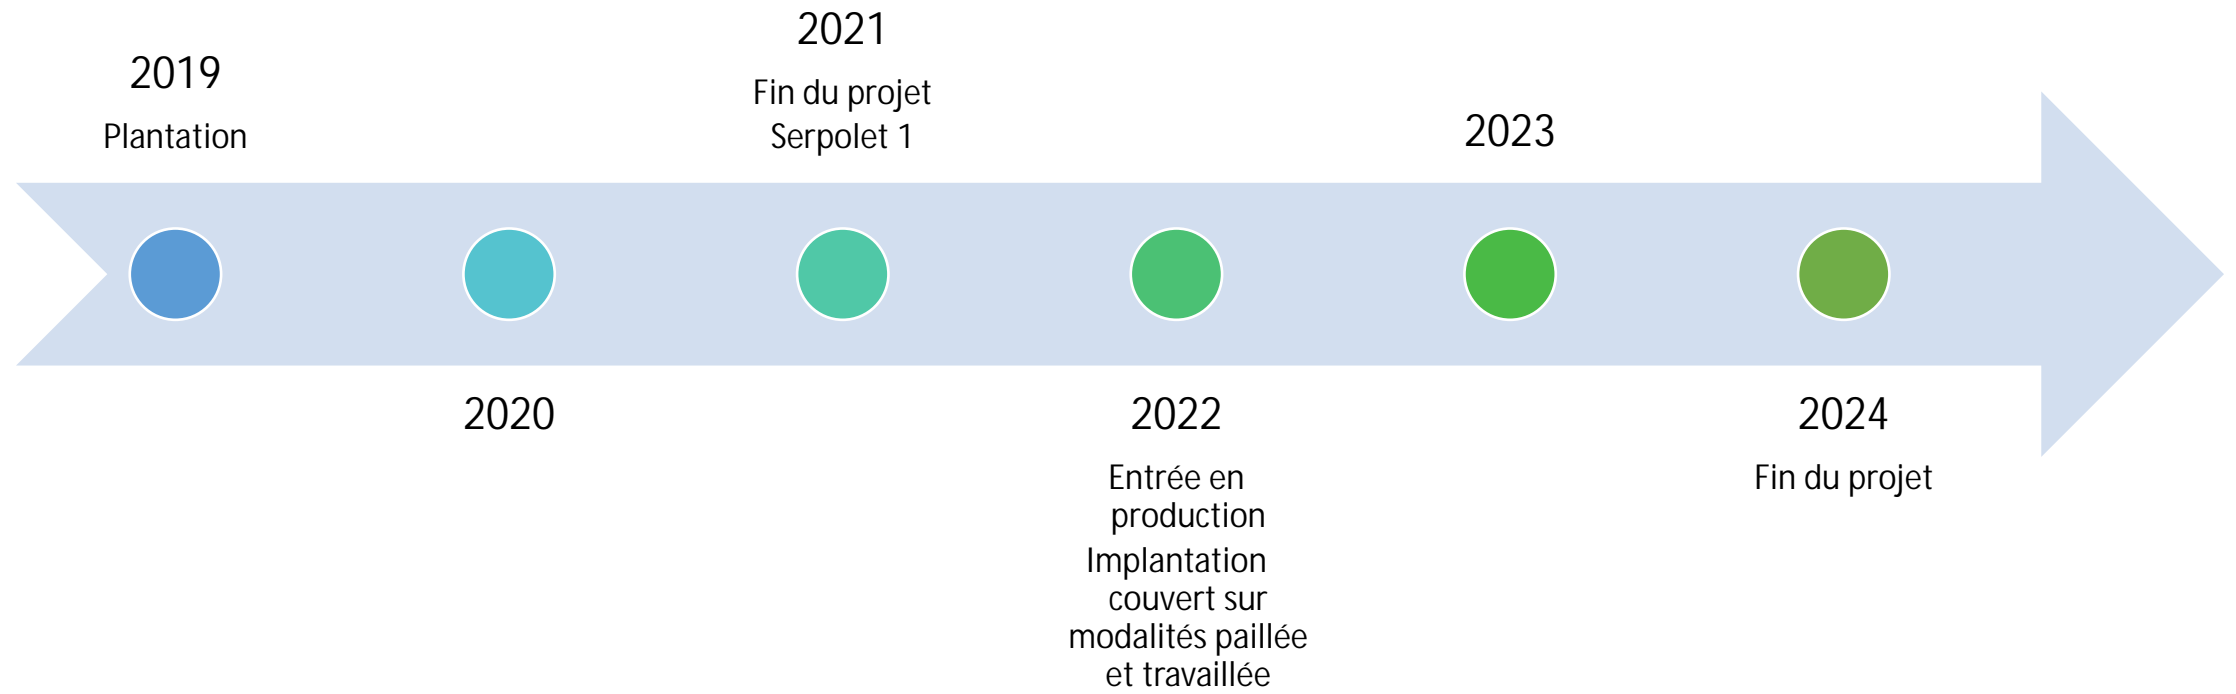 2019
Plantation
2020
2021
Fin du projet
Serpolet 1
2022
Entrée en
production
Implantation
couvert sur
modalités paillée
et travaillée
2023
2024
Fin du projet